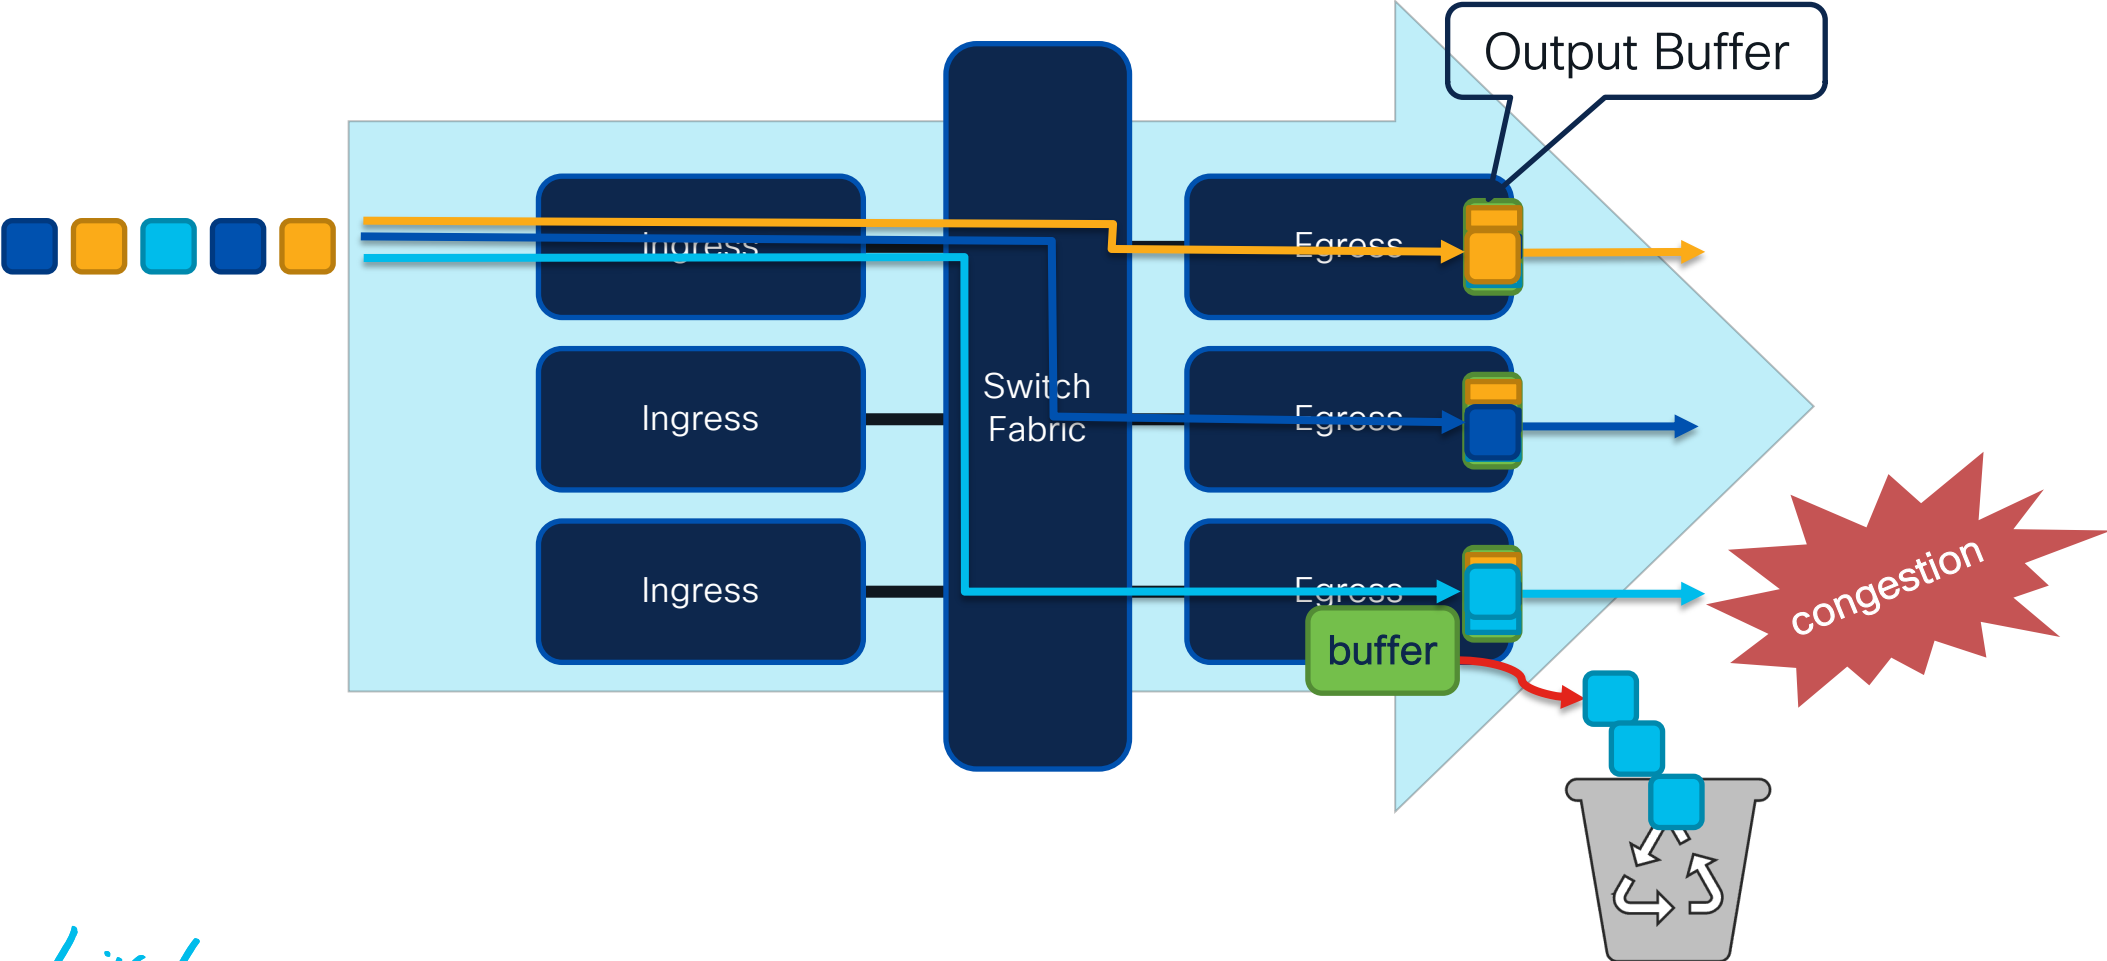 Output Buffer
Ingress
Egress
Switch
Fabric
Ingress
Egress
Ingress
Egress
buffer
congestion